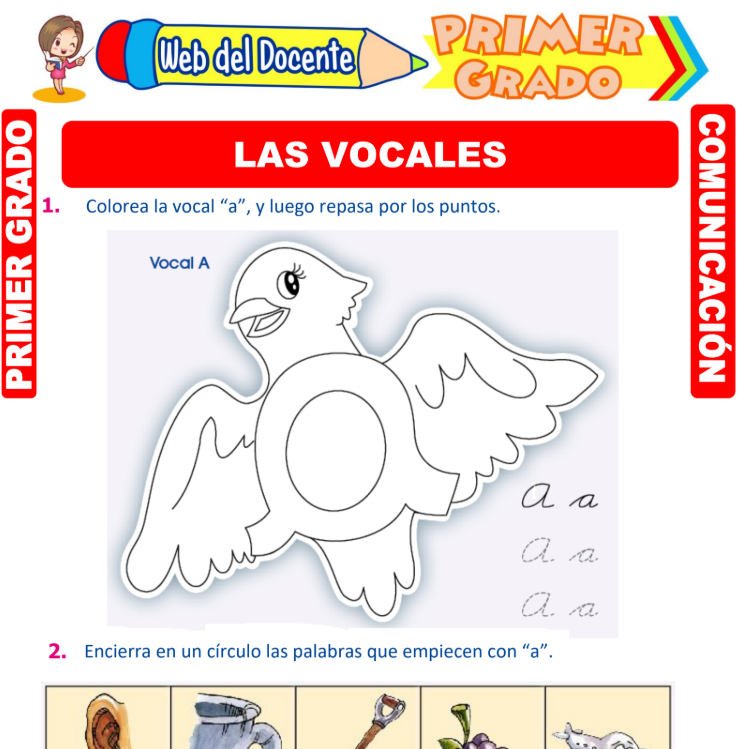 Web del Docente
PRIMER
GRADO
PRIMER GRADO
LAS VOCALES
COMUNICACIÓN
1. Colorea la vocal “a”, y luego repasa por los puntos.
Vocal A
A a
A a
A a
2. Encierra en un círculo las palabras que empiecen con “a”.